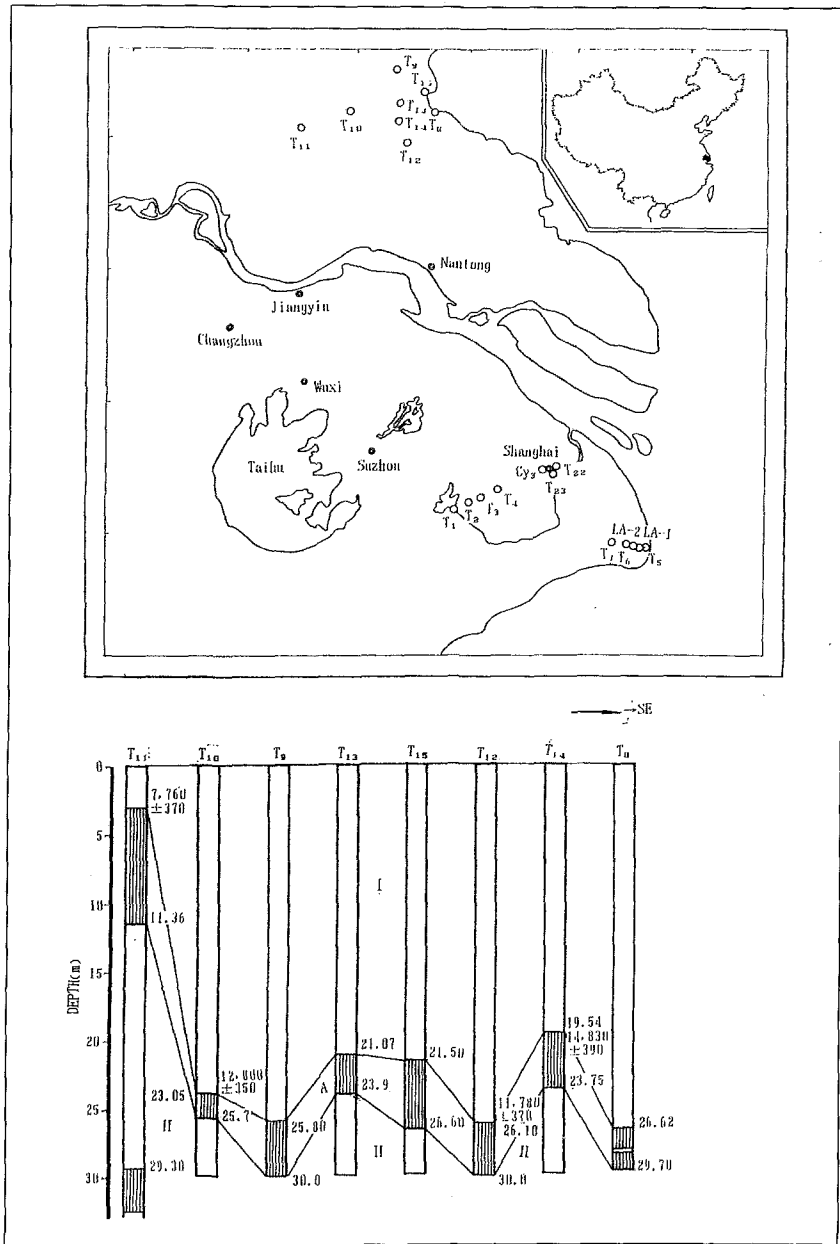 T₉
T₁₅
T₁₃
T₁₀
T₁₄ T₈
T₁₁
T₁₂
Nantong
Jiangyin
Changzhou
Wuxi
Shanghai
Taihu
Suzhou
Cy₃
T₂₂
T₂₃
T₁
T₂
T₃
T₄
LA-2 LA-1
T₇ T₆ T₅
→SE
T₁₁ T₁₀ T₉ T₁₃ T₁₅ T₁₂ T₁₄ T₈
DEPTH(m)
0
5
10
15
20
25
30
7,760
±370
11.36
29.30
I
12,800
±350
23.05
25.7
II
25.80
30.0
A
21.07
23.9
II
21.50
26.60
11,780
±370
26.10
30.0
II
19.54
14,830
±390
23.75
26.62
29.70